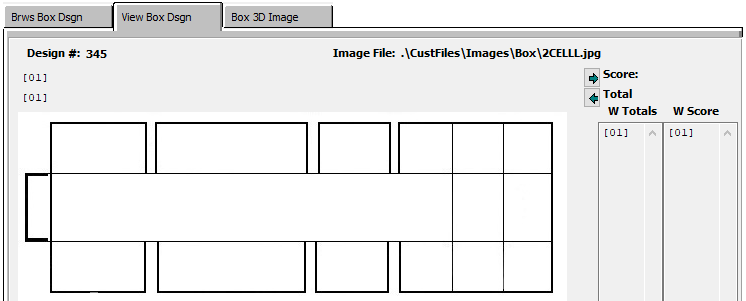 Brws Box Dsgn View Box Dsgn Box 3D Image
Design #: 345 Image File: .\CustFiles\Images\Box\2CELLL.jpg
[01] Score:
[01] Total
W Totals W Score
[01] [01]